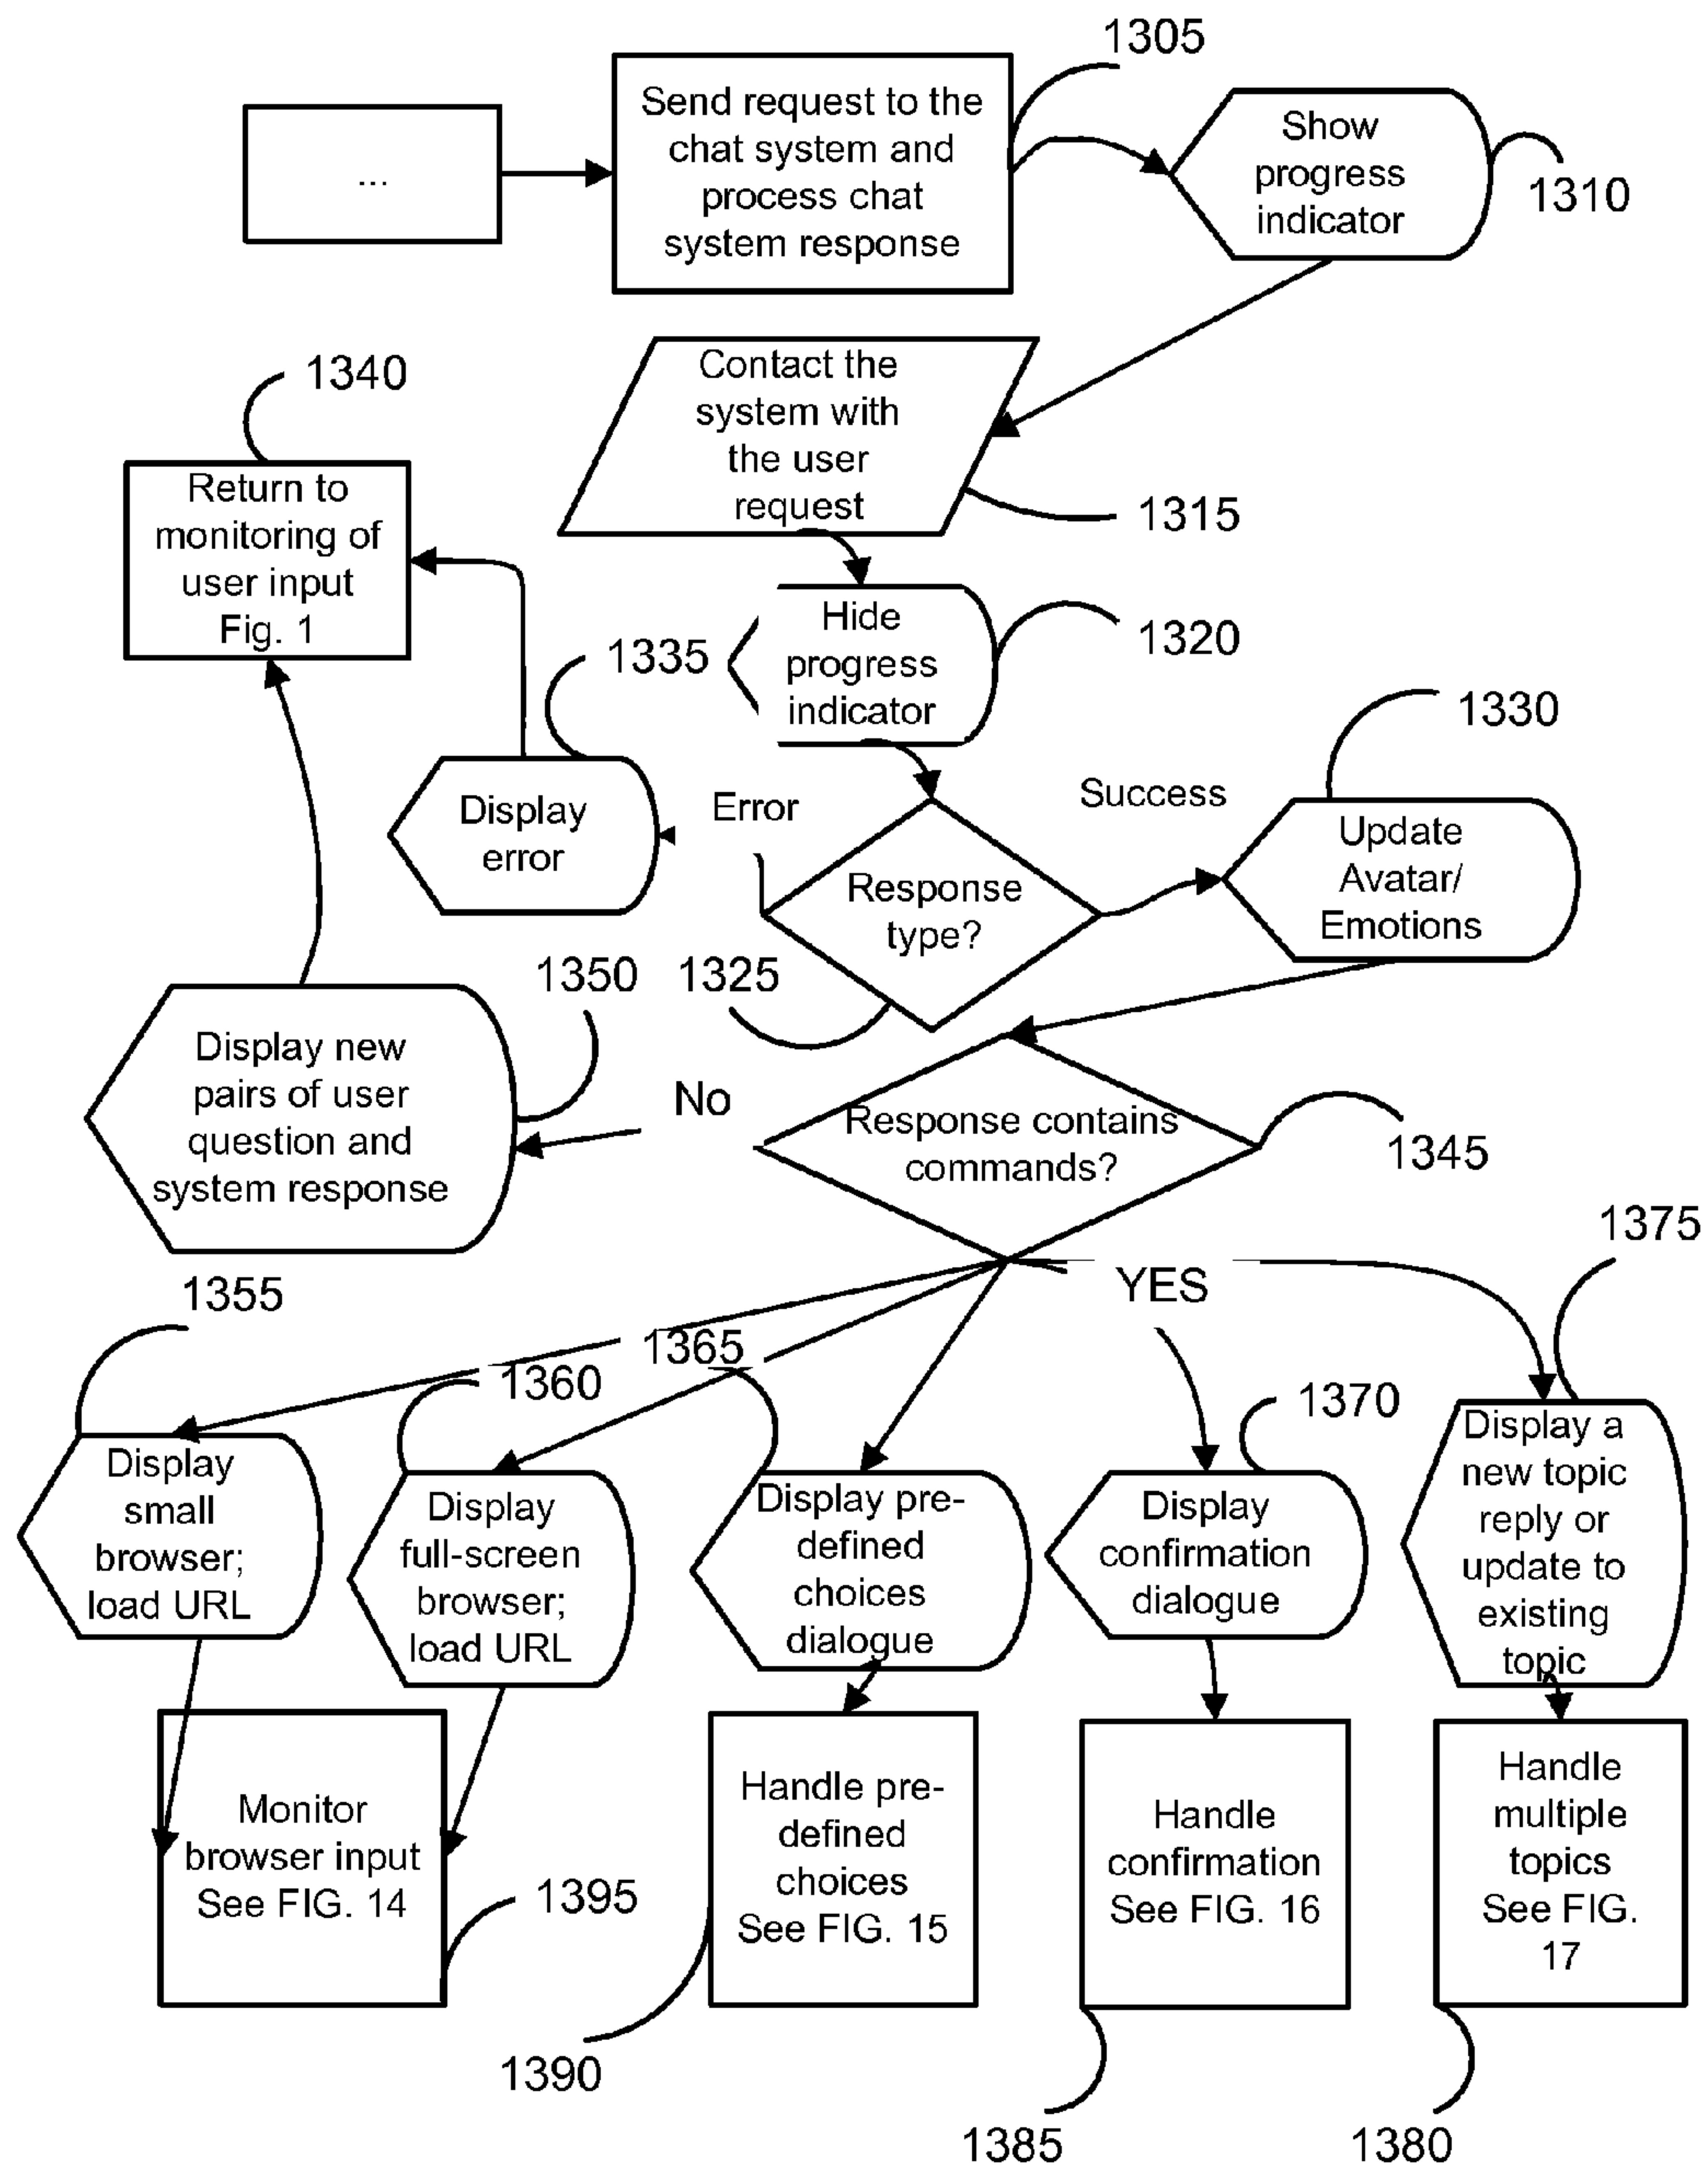 1305
...
Send request to the
chat system and
process chat
system response
Show
progress
indicator
1310
1340
Contact the
system with
the user
request
1315
Return to
monitoring of
user input
Fig. 1
1335
Hide
progress
indicator
1320
1330
Display
error
Error
Success
Response
type?
Update
Avatar/
Emotions
1350
1325
Display new
pairs of user
question and
system response
No
Response contains
commands?
1345
1375
1355
YES
1365
1360
1370
Display
small
browser;
load URL
Display
full-screen
browser;
load URL
Display pre-
defined
choices
dialogue
Display
confirmation
dialogue
Display a
new topic
reply or
update to
existing
topic
Monitor
browser input
See FIG. 14
1395
Handle pre-
defined
choices
See FIG. 15
Handle
confirmation
See FIG. 16
Handle
multiple
topics
See FIG.
17
1390
1385
1380